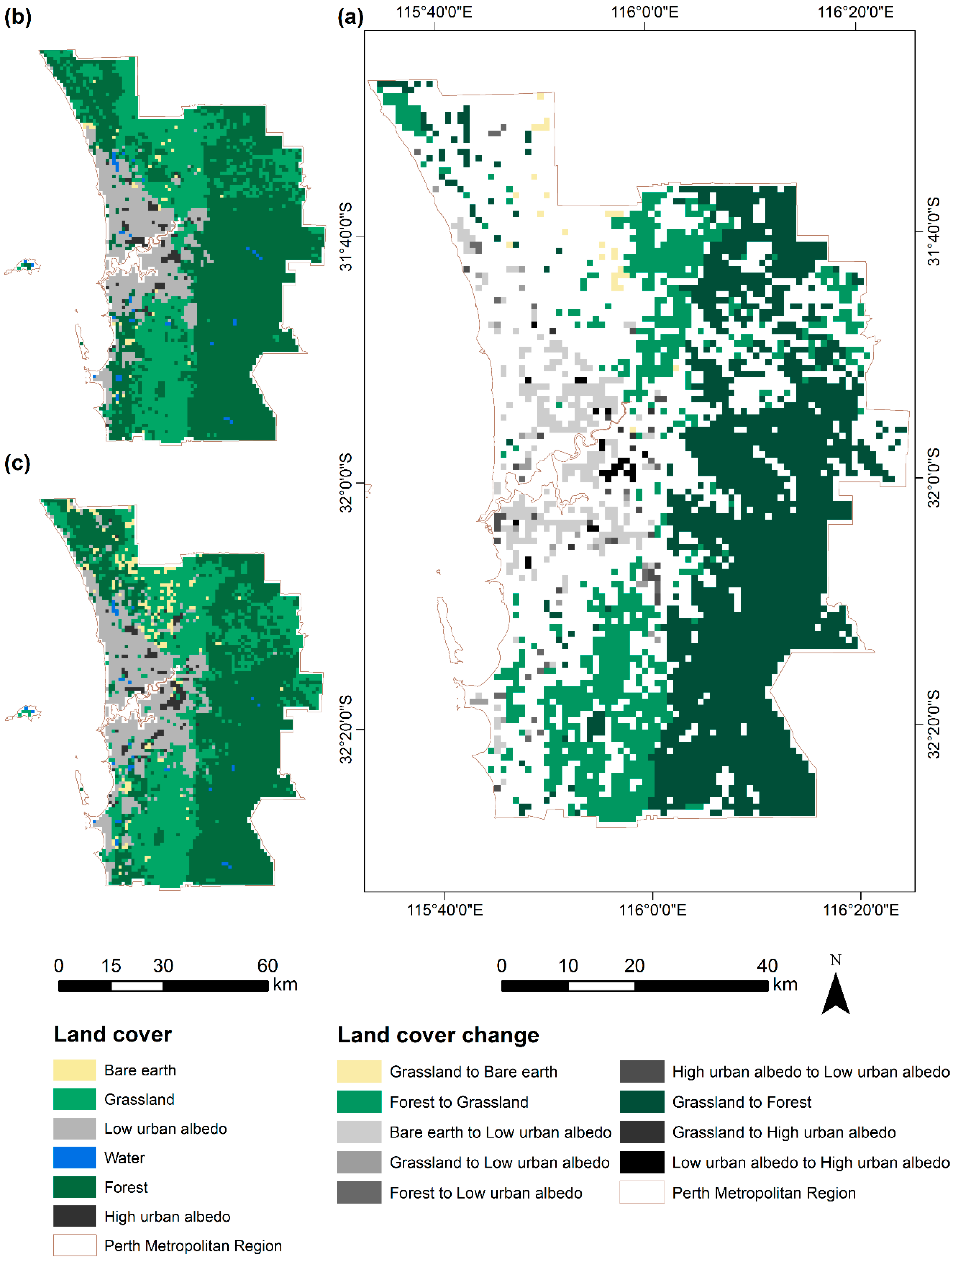 (b)
(a)
115°40'0"E
116°0'0"E
116°20'0"E
31°40'0"S
32°0'0"S
32°20'0"S
(c)
31°40'0"S
32°0'0"S
32°20'0"S
115°40'0"E
116°0'0"E
116°20'0"E
0 15 30 60
km
0 10 20 40
km
N
Land cover
Bare earth
Grassland
Low urban albedo
Water
Forest
High urban albedo
Perth Metropolitan Region
Land cover change
Grassland to Bare earth
Forest to Grassland
Bare earth to Low urban albedo
Grassland to Low urban albedo
Forest to Low urban albedo
High urban albedo to Low urban albedo
Grassland to Forest
Grassland to High urban albedo
Low urban albedo to High urban albedo
Perth Metropolitan Region